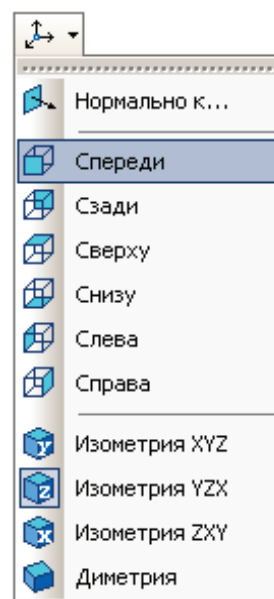 Нормально к...
Спереди
Сзади
Сверху
Снизу
Слева
Справа
Изометрия XYZ
Изометрия YZX
Изометрия ZXY
Диметрия